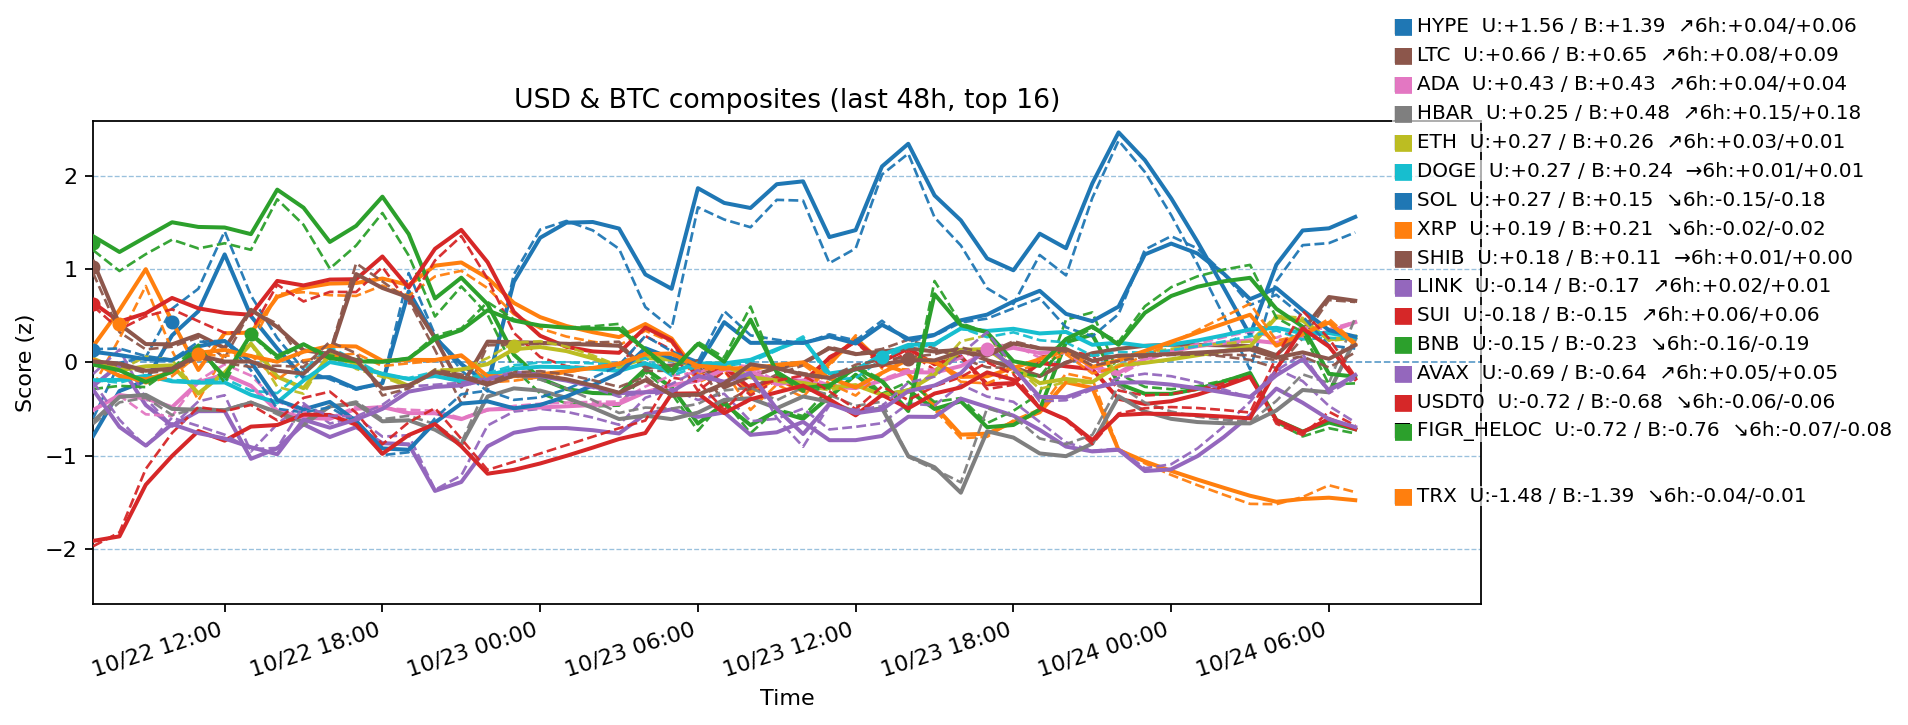 HYPE  U:+1.56 / B:+1.39  ↗6h:+0.04/+0.06
LTC  U:+0.66 / B:+0.65  ↗6h:+0.08/+0.09
ADA  U:+0.43 / B:+0.43  ↗6h:+0.04/+0.04
USD & BTC composites (last 48h, top 16)
HBAR  U:+0.25 / B:+0.48  ↗6h:+0.15/+0.18
ETH  U:+0.27 / B:+0.26  ↗6h:+0.03/+0.01
DOGE  U:+0.27 / B:+0.24  →6h:+0.01/+0.01
SOL  U:+0.27 / B:+0.15  ↘6h:-0.15/-0.18
XRP  U:+0.19 / B:+0.21  ↘6h:-0.02/-0.02
SHIB  U:+0.18 / B:+0.11  →6h:+0.01/+0.00
LINK  U:-0.14 / B:-0.17  ↗6h:+0.02/+0.01
SUI  U:-0.18 / B:-0.15  ↗6h:+0.06/+0.06
BNB  U:-0.15 / B:-0.23  ↘6h:-0.16/-0.19
AVAX  U:-0.69 / B:-0.64  ↗6h:+0.05/+0.05
USDT0  U:-0.72 / B:-0.68  ↘6h:-0.06/-0.06
FIGR_HELOC  U:-0.72 / B:-0.76  ↘6h:-0.07/-0.08
TRX  U:-1.48 / B:-1.39  ↘6h:-0.04/-0.01
Score (z)
2
1
0
−1
−2
10/22 12:00
10/22 18:00
10/23 00:00
10/23 06:00
10/23 12:00
10/23 18:00
10/24 00:00
10/24 06:00
Time